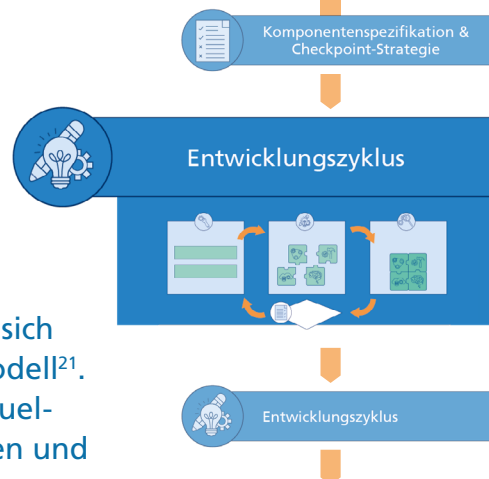 Komponentenspezifikation &
Checkpoint-Strategie
Entwicklungszyklus
sich
odell²¹.
uel-
en und
Entwicklungszyklus